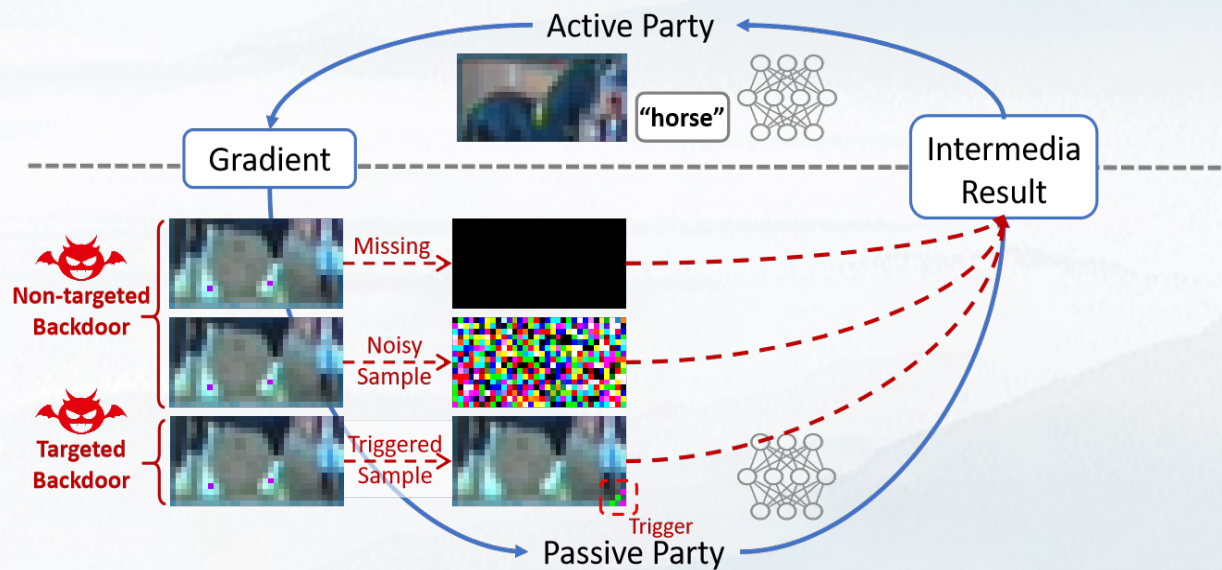 Active Party
“horse”
Gradient
Intermedia
Result
Missing
Non-targeted
Backdoor
Noisy
Sample
Targeted
Backdoor
Triggered
Sample
Trigger
Passive Party